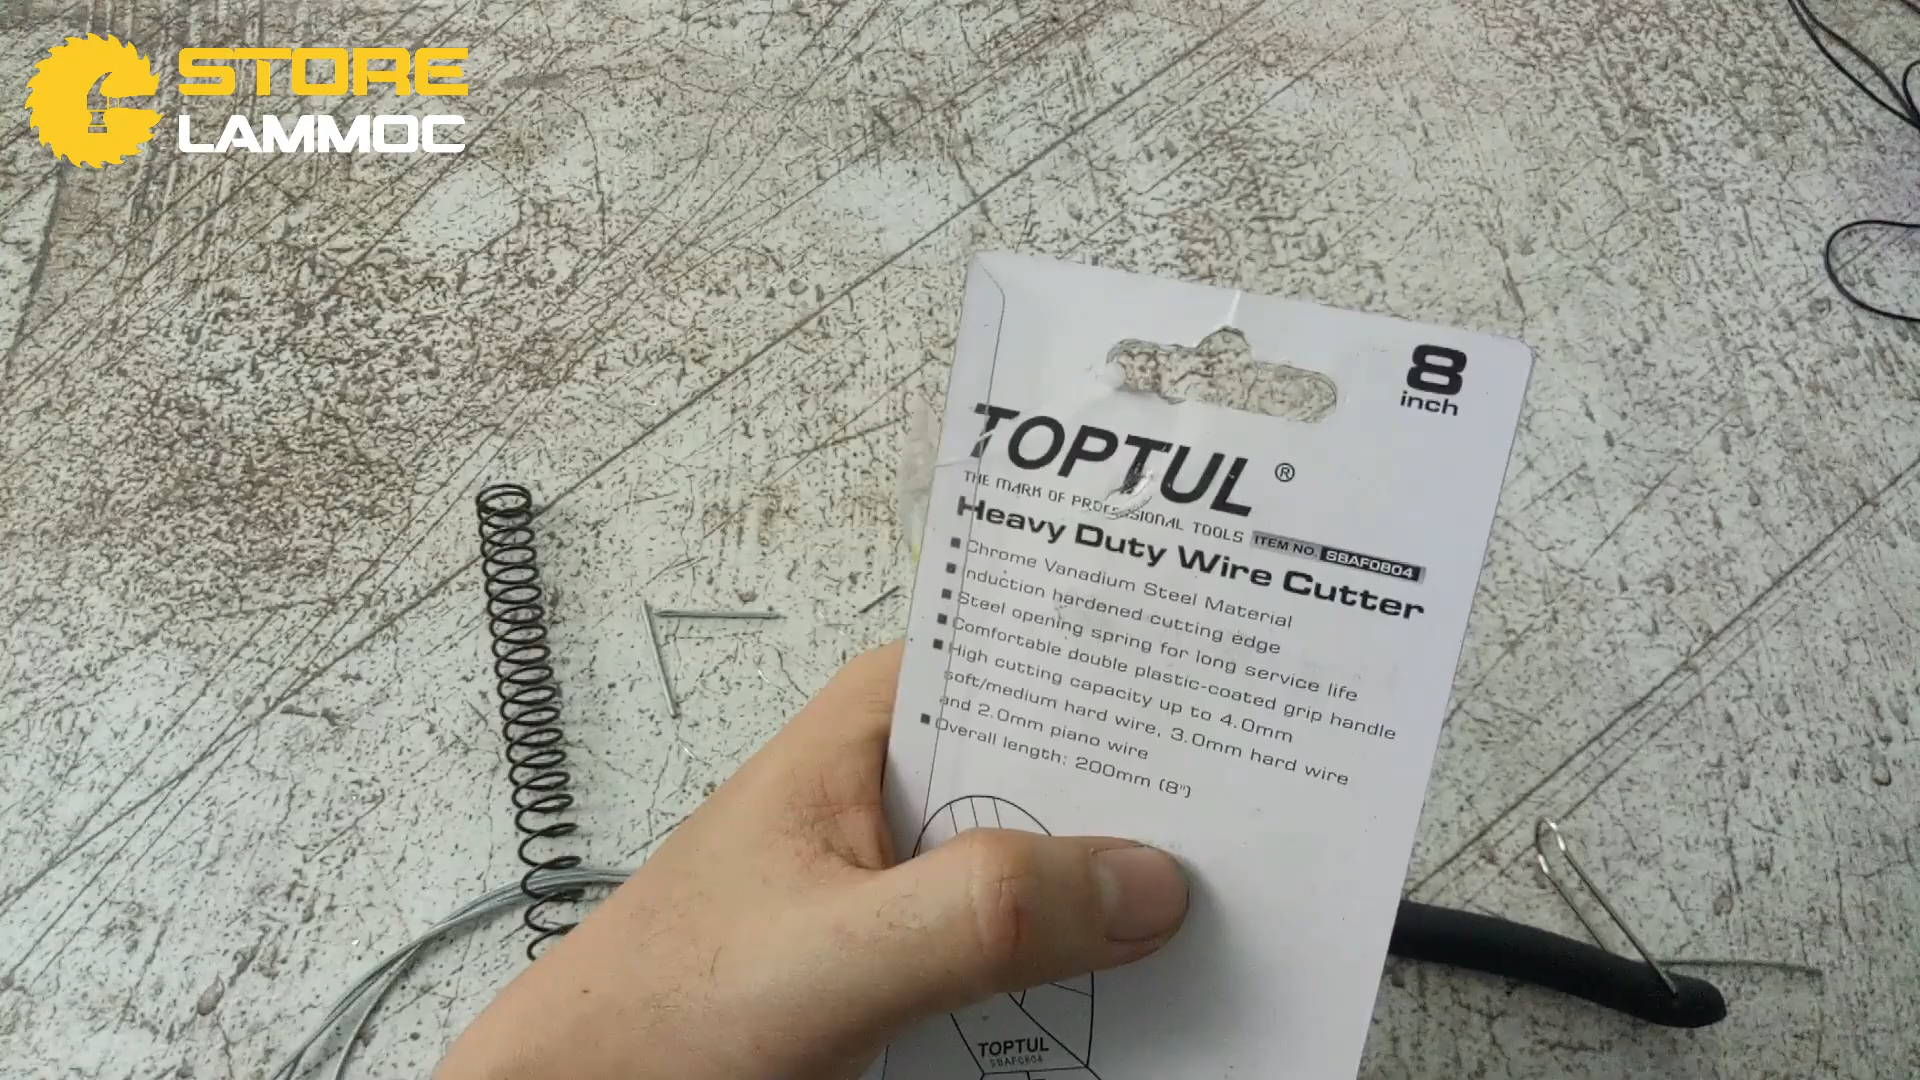 STORE
LAMMOC
8
inch
TOPTUL ®
THE MARK OF PROFESSIONAL TOOLS ITEM NO. SBAF0804
Heavy Duty Wire Cutter
■ Chrome Vanadium Steel Material
■ Induction hardened cutting edge
■ Steel opening spring for long service life
■ Comfortable double plastic-coated grip handle
■ High cutting capacity up to 4.0mm
soft/medium hard wire, 3.0mm hard wire
and 2.0mm piano wire
■ Overall length: 200mm (8")
TOPTUL
SBAF0804